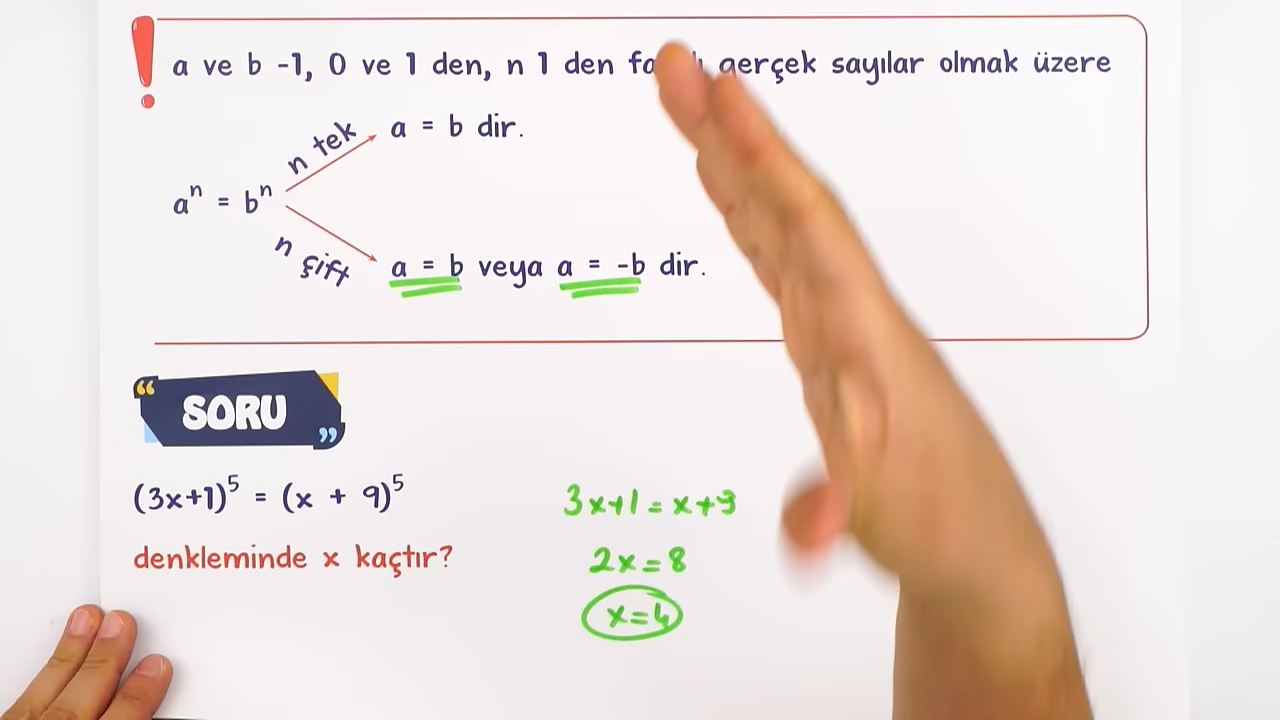 a ve b -1, 0 ve 1 den, n 1 den gerçek sayılar olmak üzere
n tek
a = b dir.
aⁿ = bⁿ
n çift
a = b veya a = -b dir.
“ SORU ”
(3x+1)⁵ = (x + 9)⁵
3x+1=x+9
denkleminde x kaçtır?
2x=8
x=4